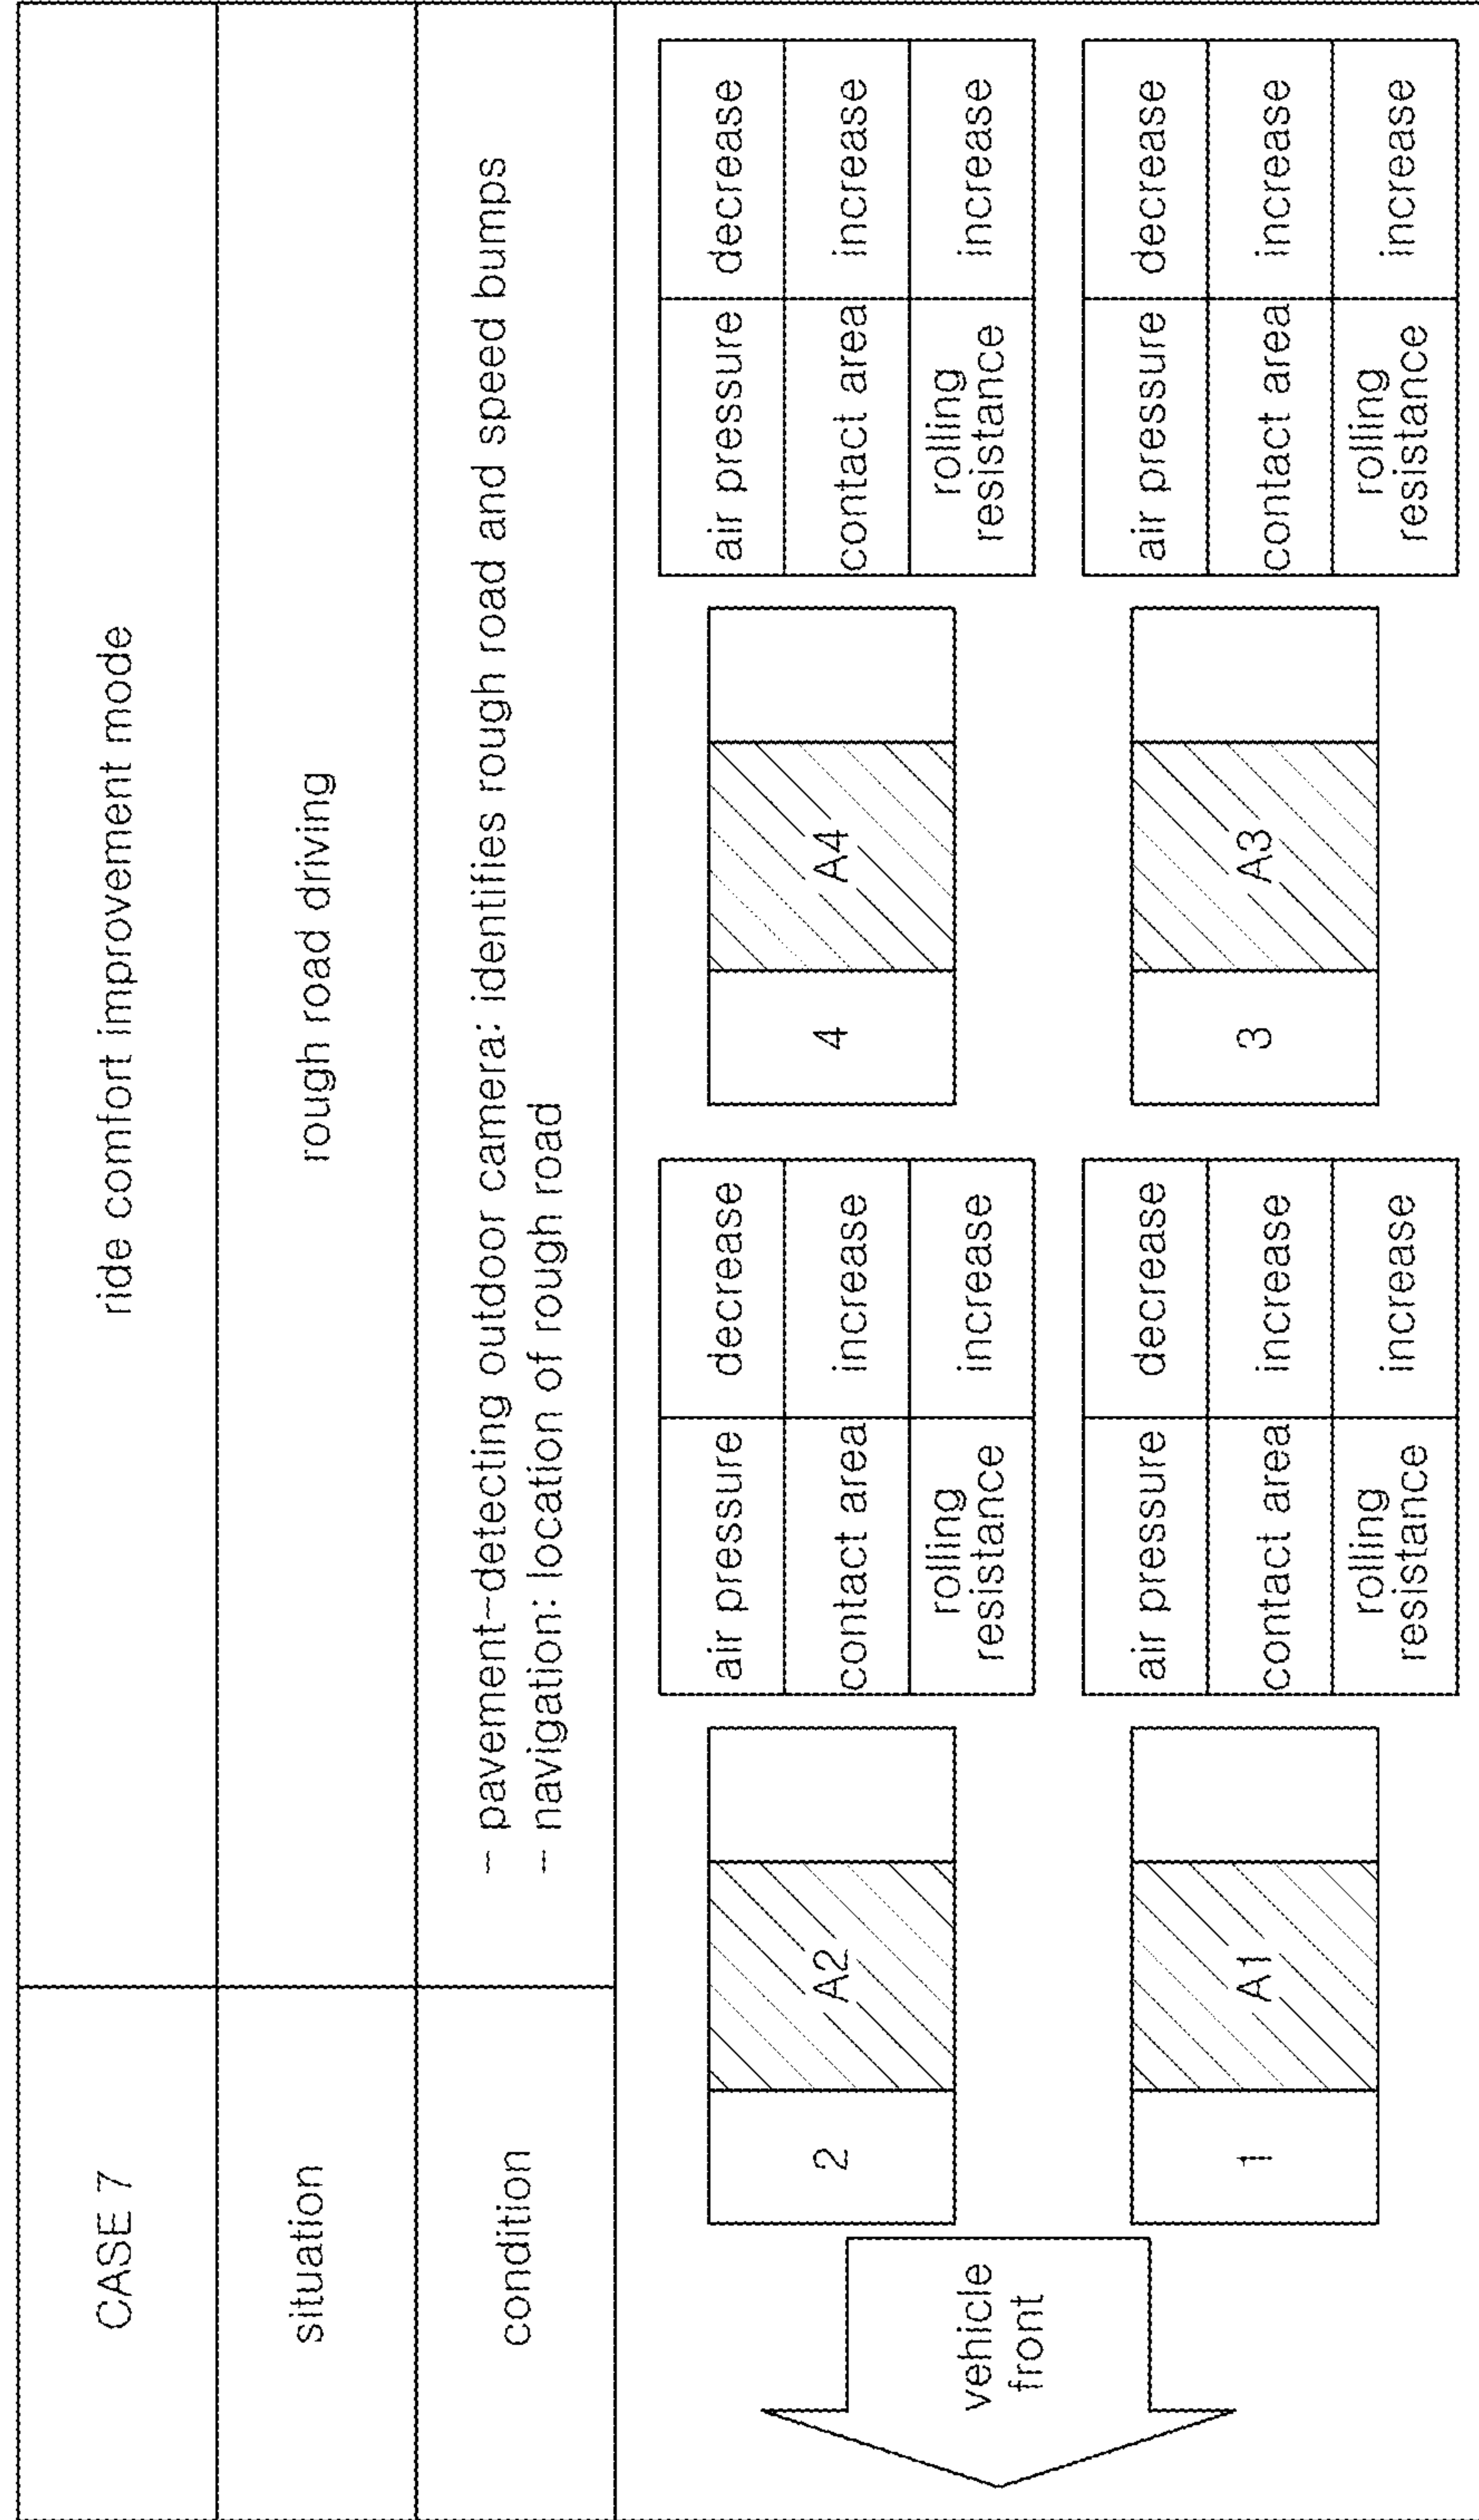 CASE 7
ride comfort improvement mode
situation
rough road driving
condition
- pavement-detecting outdoor camera: identifies rough road and speed bumps
- navigation: location of rough road
vehicle
front
2
A2
air pressure
decrease
contact area
increase
rolling
resistance
increase
4
A4
air pressure
decrease
contact area
increase
rolling
resistance
increase
1
A1
air pressure
decrease
contact area
increase
rolling
resistance
increase
3
A3
air pressure
decrease
contact area
increase
rolling
resistance
increase